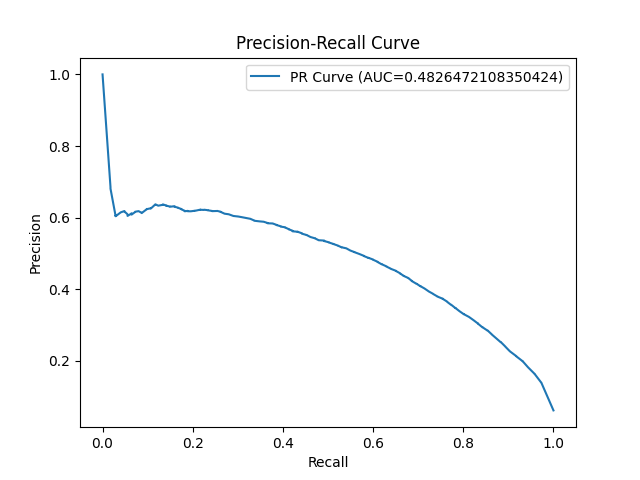 Precision-Recall Curve
PR Curve (AUC=0.4826472108350424)
1.0
0.8
0.6
0.4
0.2
Precision
0.0 0.2 0.4 0.6 0.8 1.0
Recall